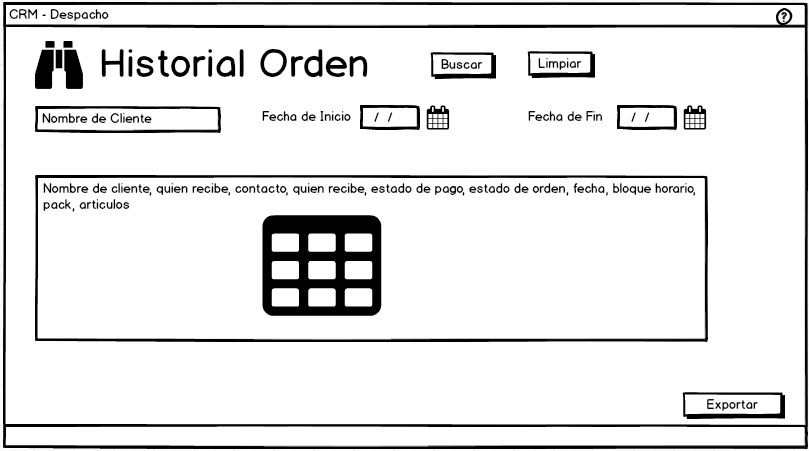 CRM - Despacho
?
Historial Orden
Buscar
Limpiar
Nombre de Cliente
Fecha de Inicio
/ /
Fecha de Fin
/ /
Nombre de cliente, quien recibe, contacto, quien recibe, estado de pago, estado de orden, fecha, bloque horario,
pack, articulos
Exportar